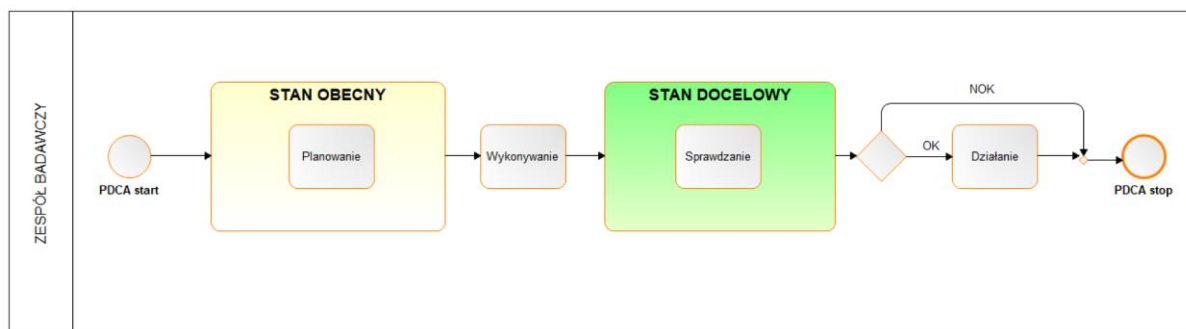 ZESPÓŁ BADAWCZY
PDCA start
STAN OBECNY
Planowanie
Wykonywanie
STAN DOCELOWY
Sprawdzanie
NOK
OK
Działanie
PDCA stop